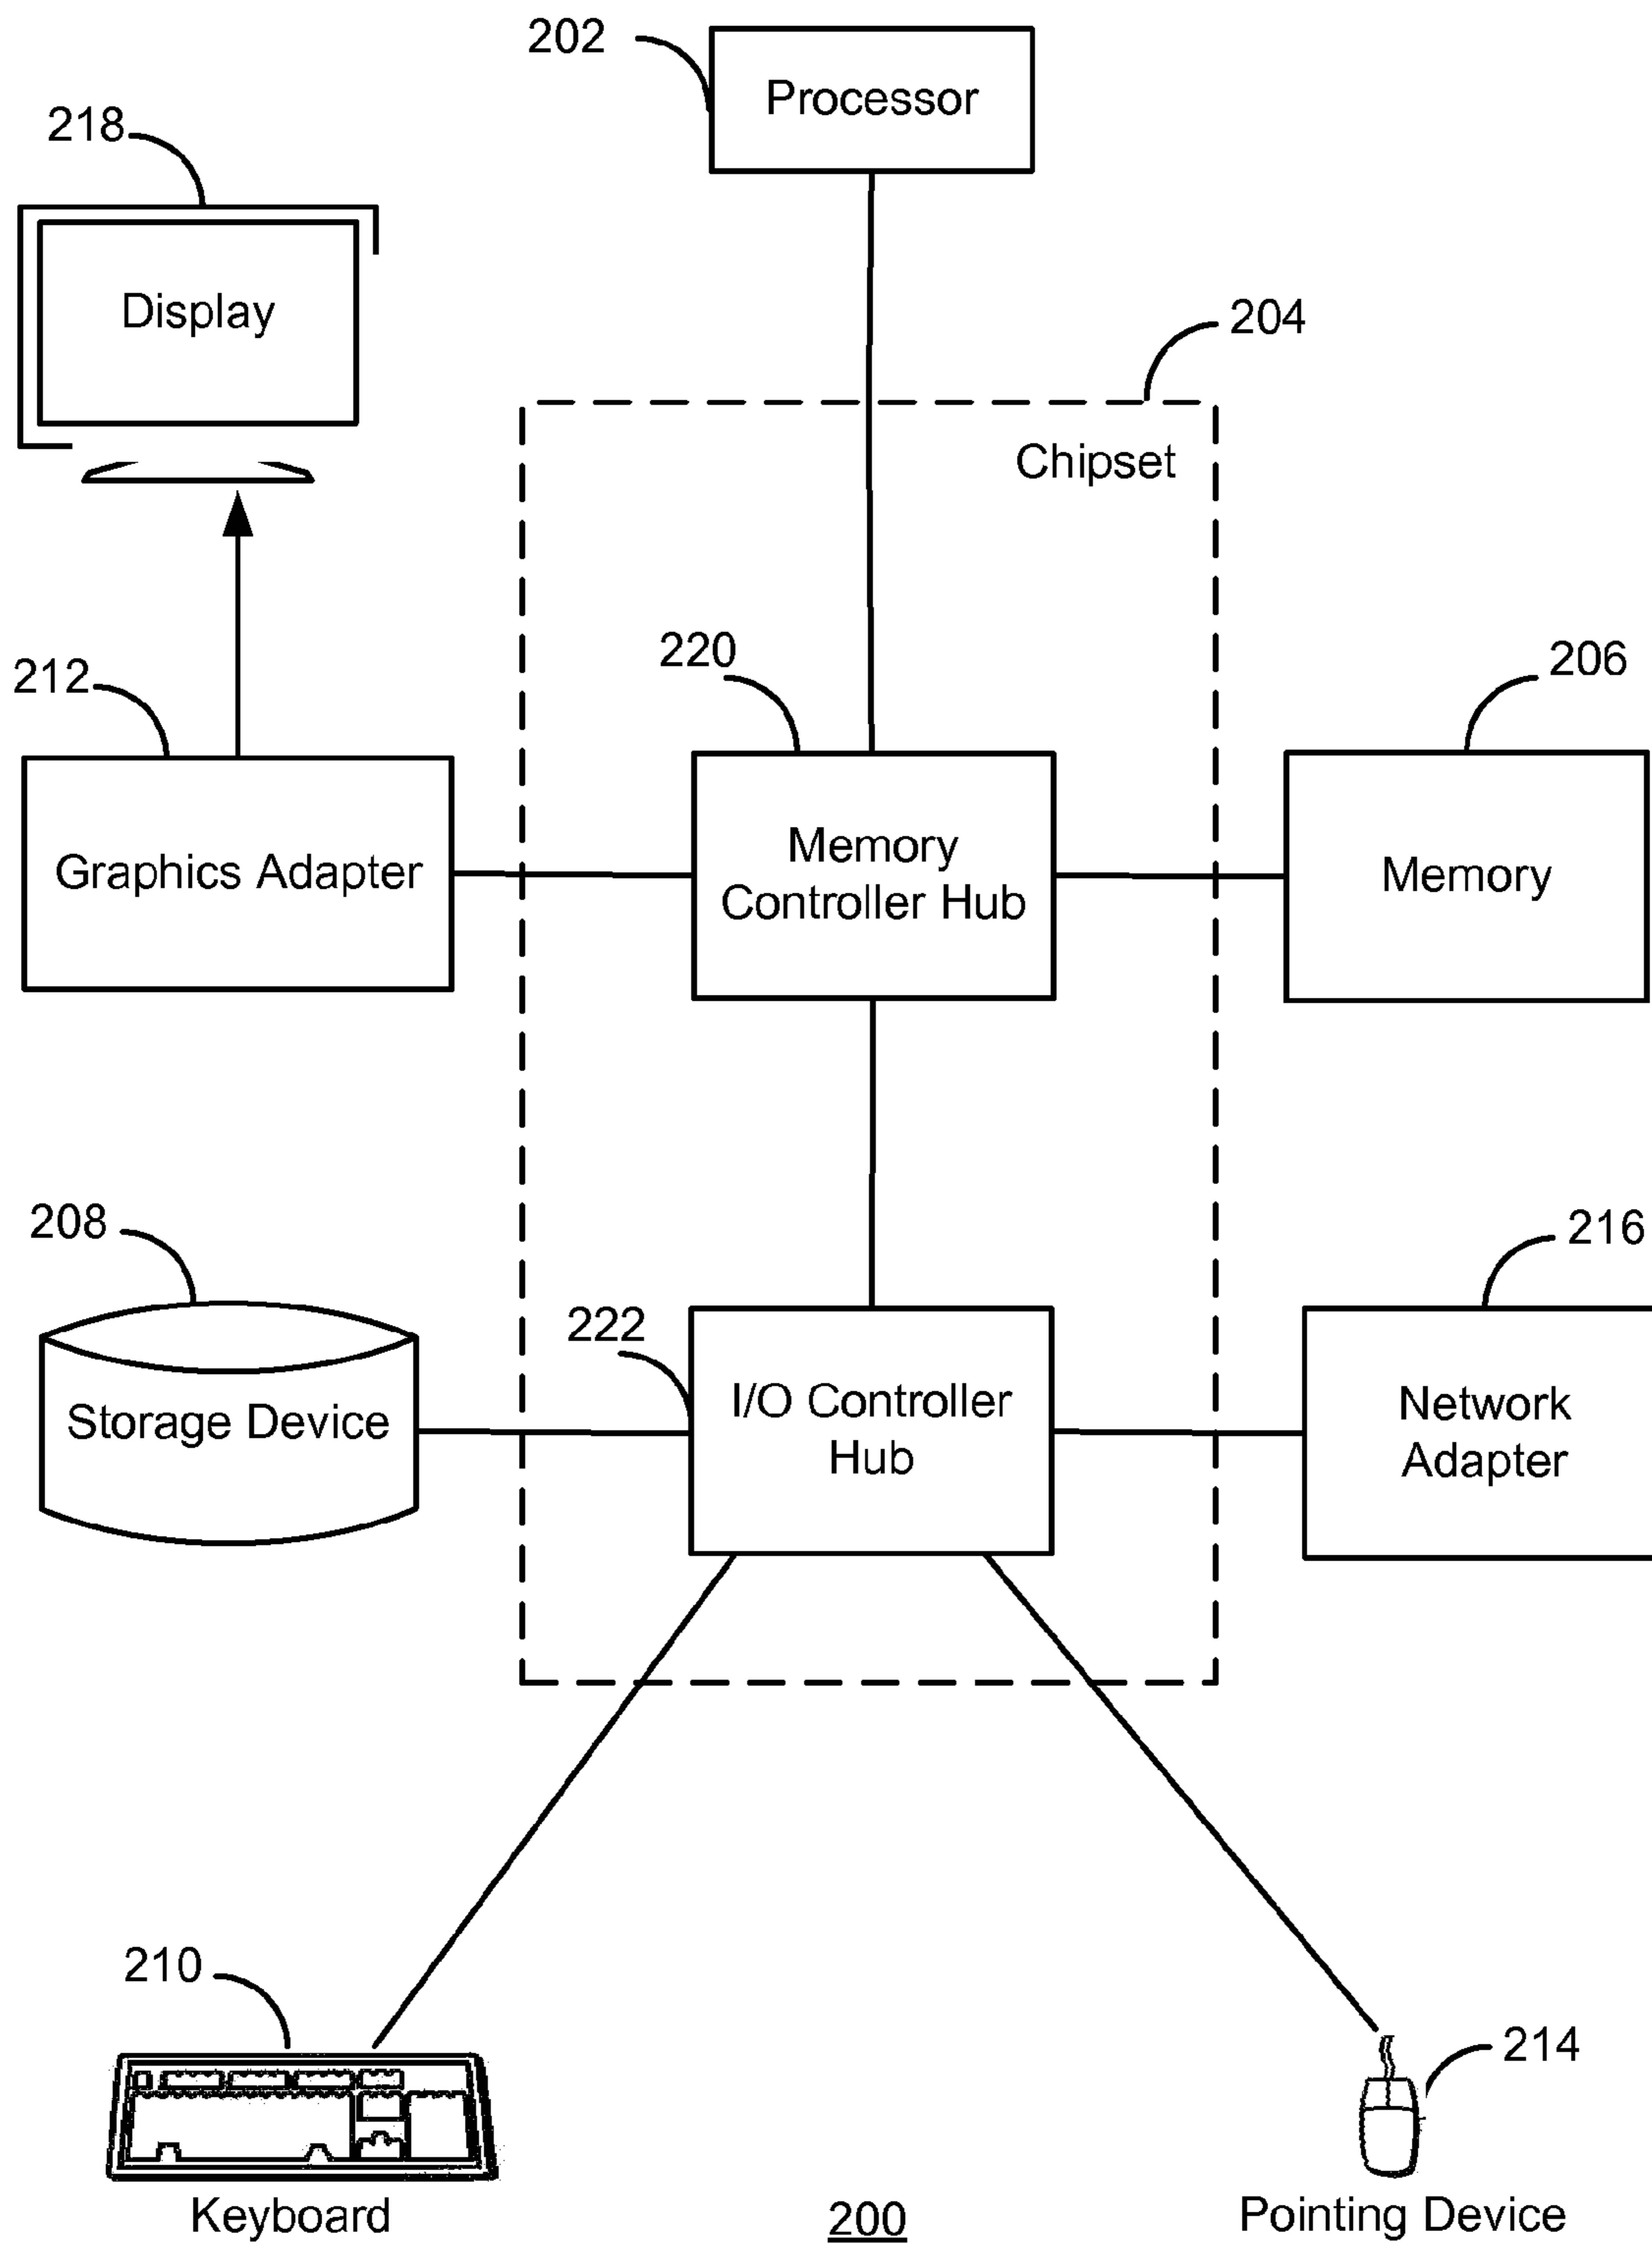 202
Processor
218
Display
204
Chipset
220
212
206
Memory
Controller Hub
Graphics Adapter
Memory
208
216
222
I/O Controller
Hub
Storage Device
Network
Adapter
210
214
Keyboard
200
Pointing Device